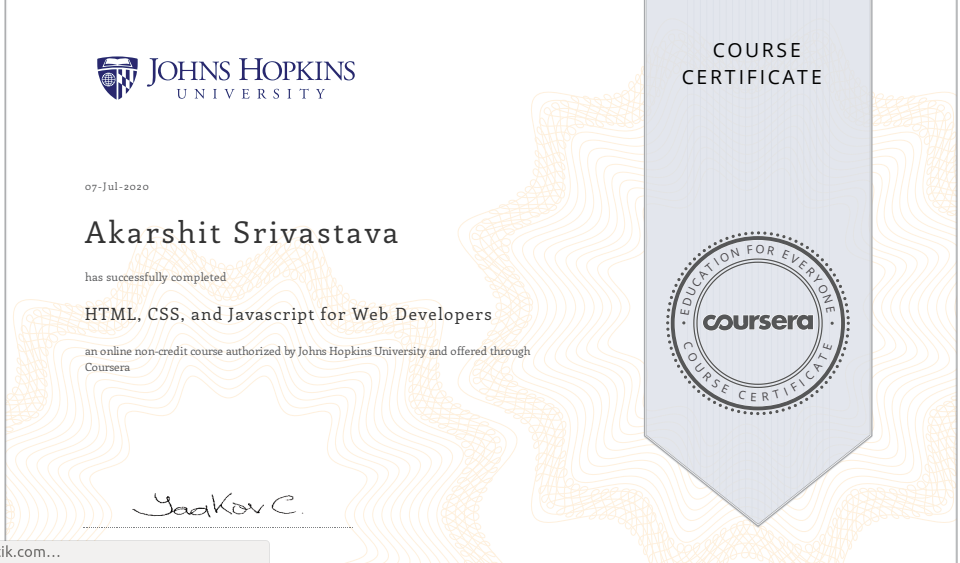 JOHNS HOPKINS
UNIVERSITY
COURSE
CERTIFICATE
07-Jul-2020
Akarshit Srivastava
has successfully completed
HTML, CSS, and Javascript for Web Developers
an online non-credit course authorized by Johns Hopkins University and offered through
Coursera
EDUCATION FOR EVERYONE
coursera
COURSE CERTIFICATE
Yaakov C.
ik.com...